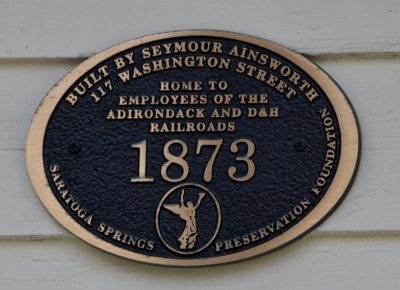 BUILT BY SEYMOUR AINSWORTH
117 WASHINGTON STREET
HOME TO
EMPLOYEES OF THE
ADIRONDACK AND D&H
RAILROADS
1873
SARATOGA SPRINGS PRESERVATION FOUNDATION